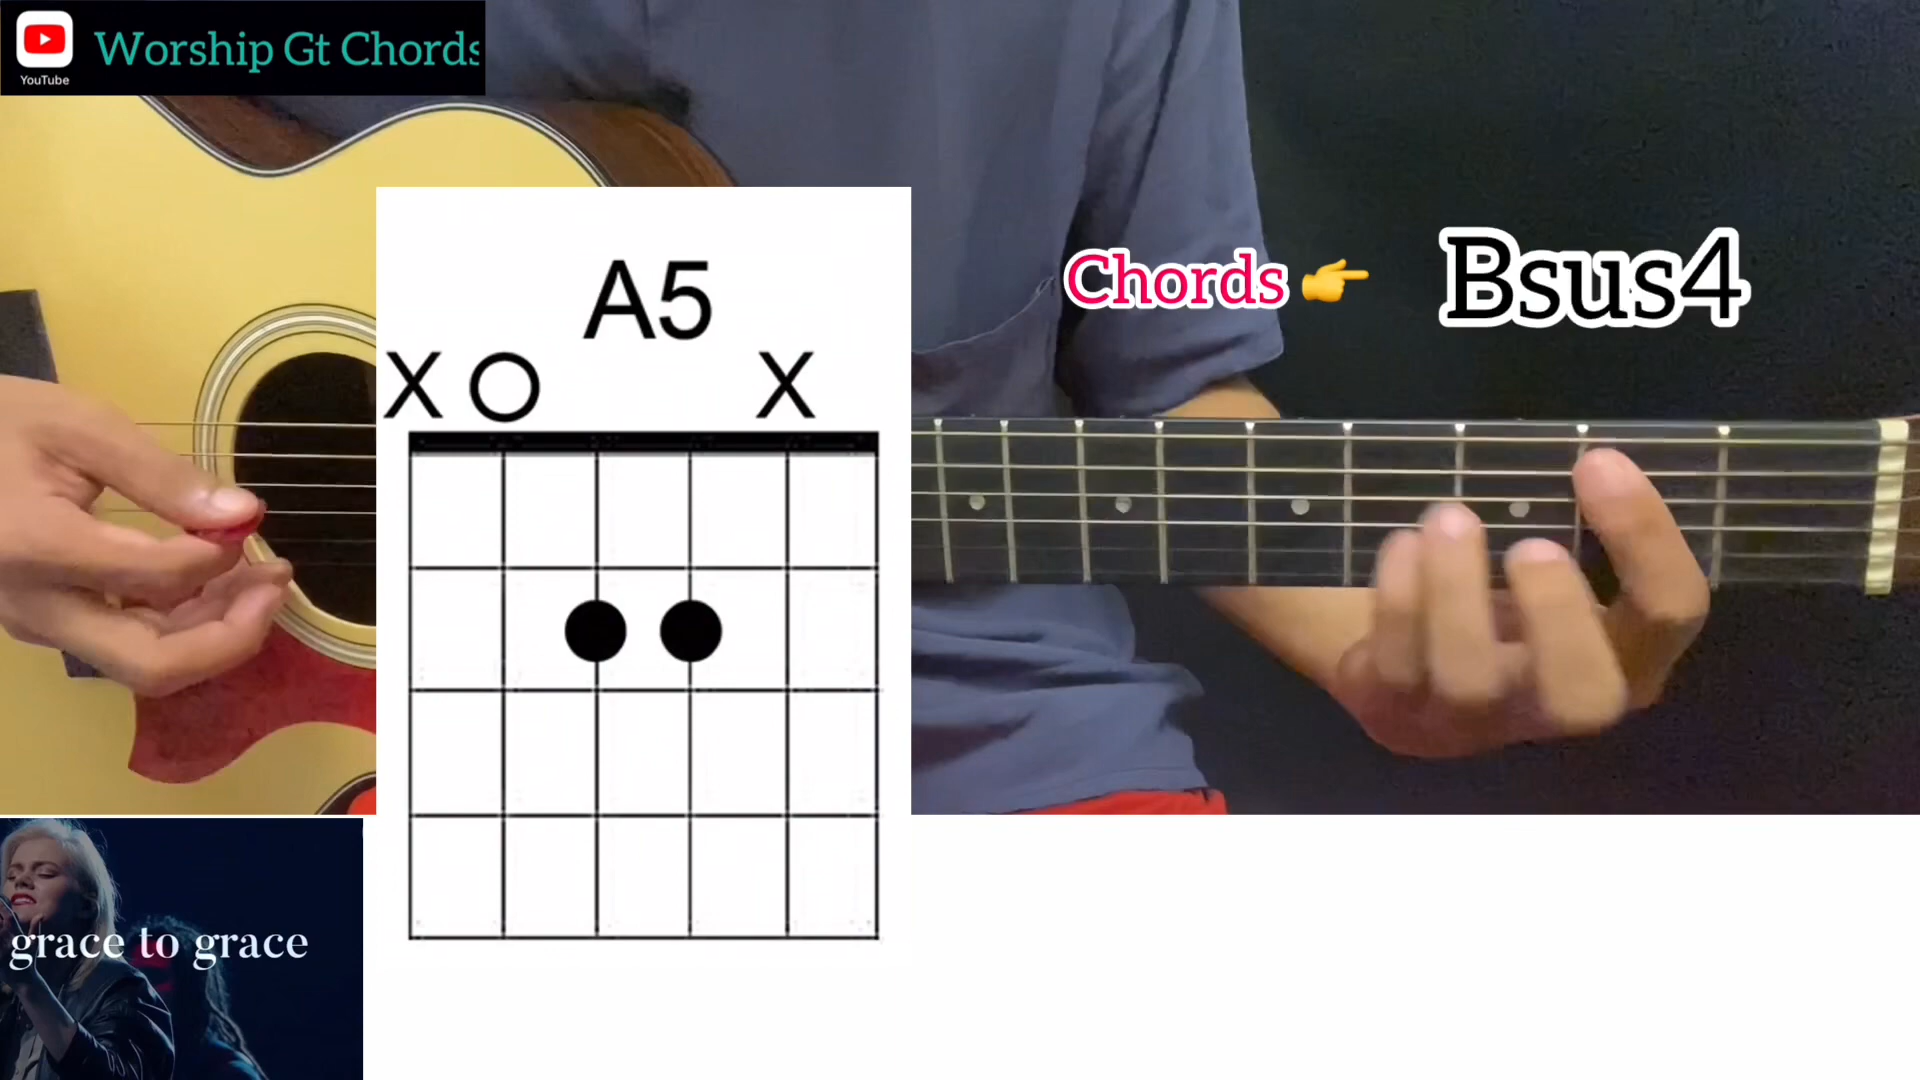 YouTube
Worship Gt Chords
A5
X O X
Chords 👉 Bsus4
grace to grace